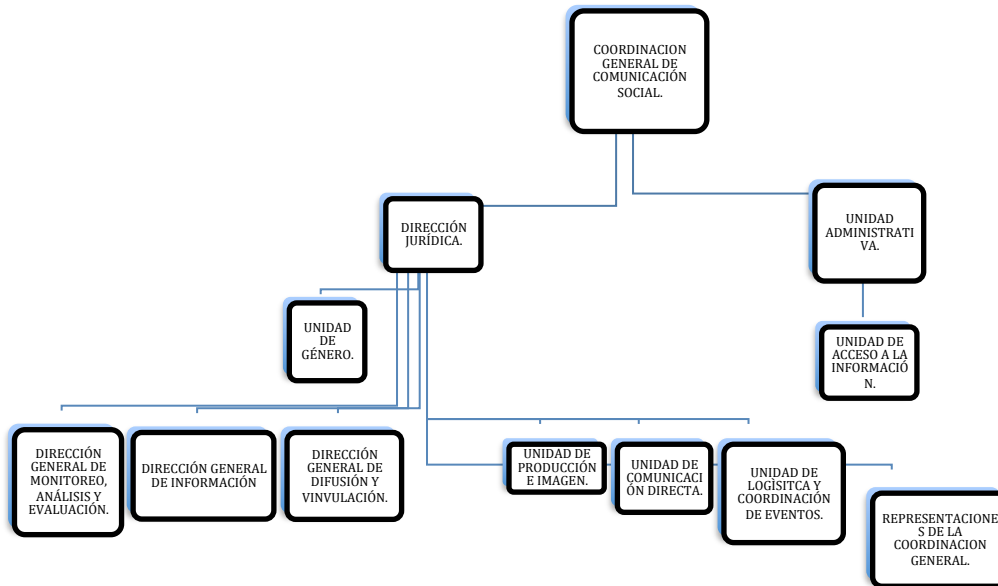 COORDINACION
GENERAL DE
COMUNICACIÓN
SOCIAL.
DIRECCIÓN
JURÍDICA.
UNIDAD
ADMINISTRATI
VA.
UNIDAD
DE
GÉNERO.
UNIDAD DE
ACCESO A LA
INFORMACIÓ
N.
DIRECCIÓN
GENERAL DE
MONITOREO,
ANÁLISIS Y
EVALUACIÓN.
DIRECCIÓN GENERAL
DE INFORMACIÓN
DIRECCIÓN
GENERAL DE
DIFUSIÓN Y
VINVULACIÓN.
UNIDAD DE
PRODUCCIÓN
E IMAGEN.
UNIDAD DE
COMUNICACI
ÓN DIRECTA.
UNIDAD DE
LOGÌSITCA Y
COORDINACIÓN
DE EVENTOS.
REPRESENTACIONE
S DE LA
COORDINACION
GENERAL.